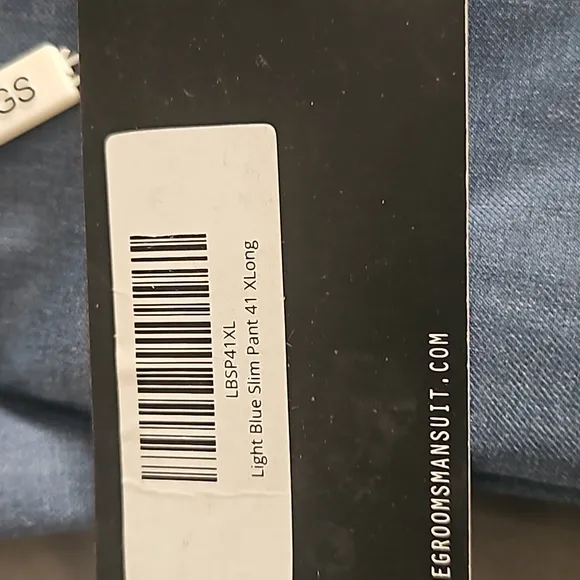 GS
LBSP41XL
Light Blue Slim Pant 41 XLong
EGROOMSMANSUIT.COM